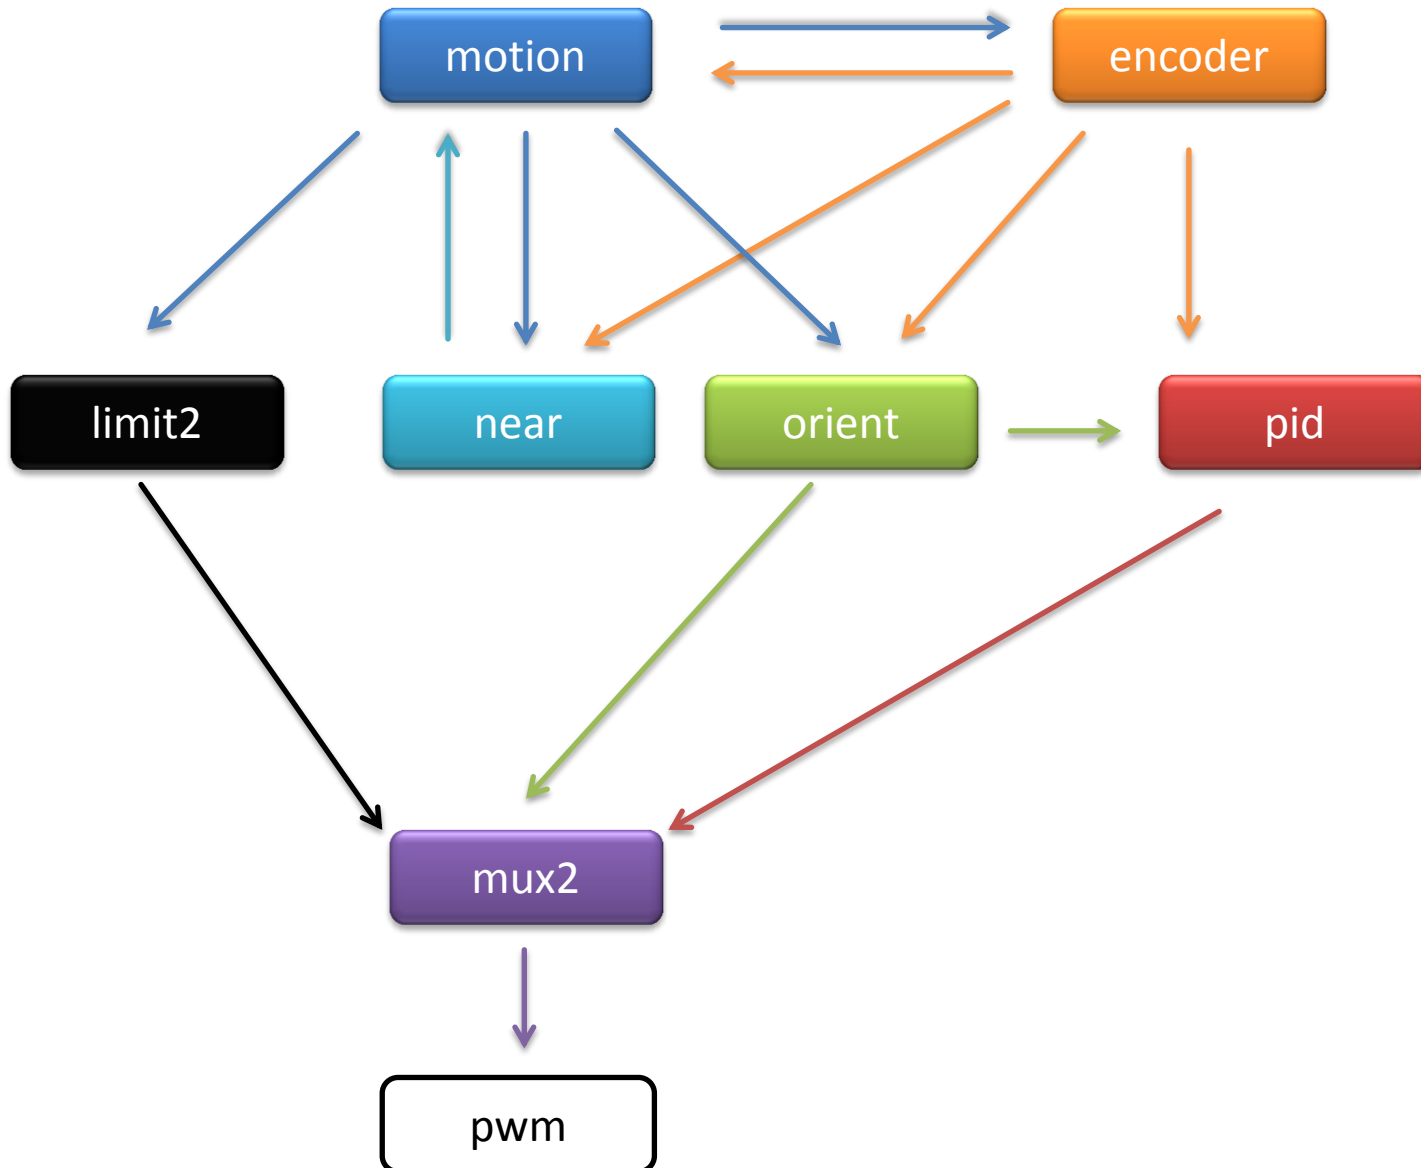 motion
encoder
limit2
near
orient
pid
mux2
pwm